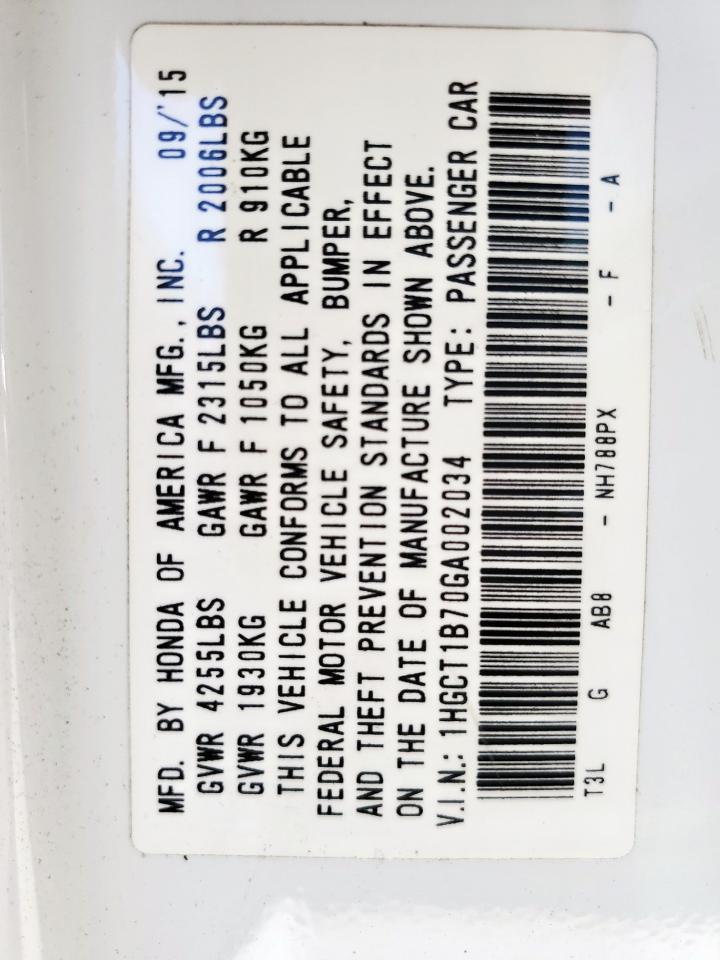 MFD. BY HONDA OF AMERICA MFG., INC. 09/'15
GVWR 4255LBS GAWR F 2315LBS R 2006LBS
GVWR 1930KG GAWR F 1050KG R 910KG
THIS VEHICLE CONFORMS TO ALL APPLICABLE
FEDERAL MOTOR VEHICLE SAFETY, BUMPER,
AND THEFT PREVENTION STANDARDS IN EFFECT
ON THE DATE OF MANUFACTURE SHOWN ABOVE.
V.I.N.: 1HGCT1B70GA002034 TYPE: PASSENGER CAR
T3L G AB8 - NH788PX - F - A